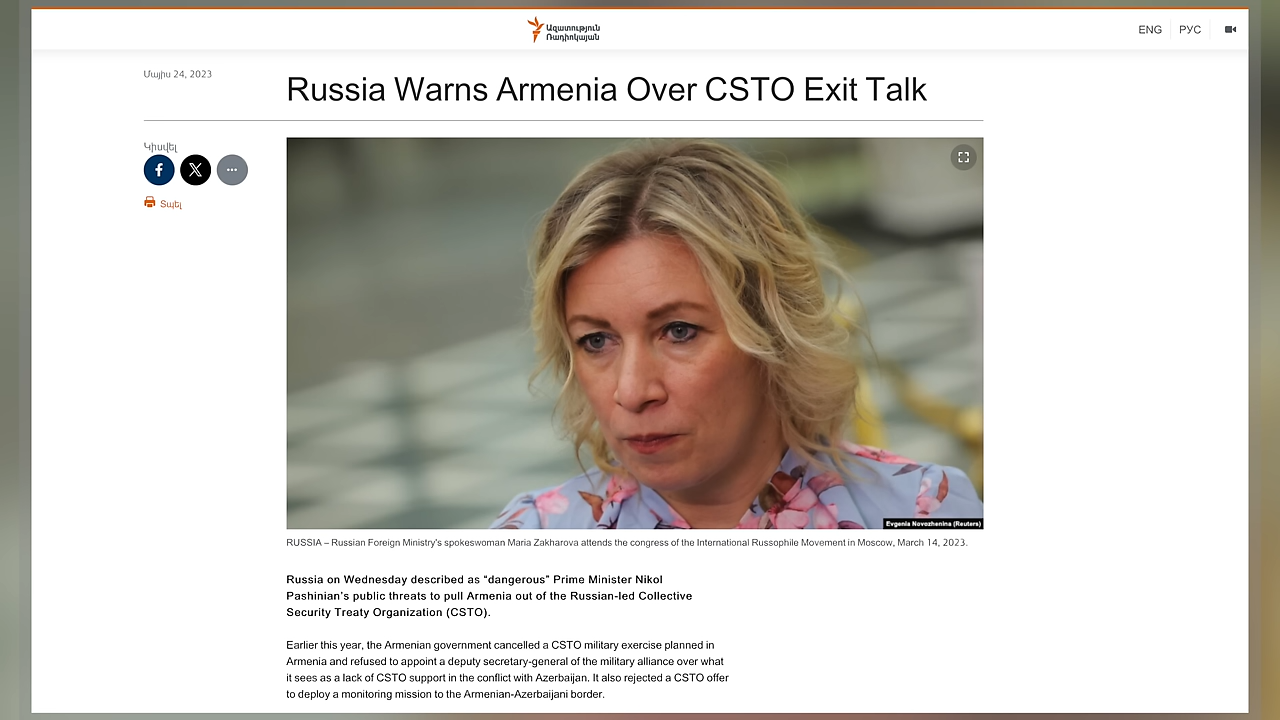 Ազատություն
Ռադիոկայան
ENG
РУС
Մայիս 24, 2023
Russia Warns Armenia Over CSTO Exit Talk
Կիսվել
Տպել
Evgenia Novozhenina (Reuters)
RUSSIA – Russian Foreign Ministry's spokeswoman Maria Zakharova attends the congress of the International Russophile Movement in Moscow, March 14, 2023.
Russia on Wednesday described as “dangerous” Prime Minister Nikol
Pashinian’s public threats to pull Armenia out of the Russian-led Collective
Security Treaty Organization (CSTO).
Earlier this year, the Armenian government cancelled a CSTO military exercise planned in
Armenia and refused to appoint a deputy secretary-general of the military alliance over what
it sees as a lack of CSTO support in the conflict with Azerbaijan. It also rejected a CSTO offer
to deploy a monitoring mission to the Armenian-Azerbaijani border.